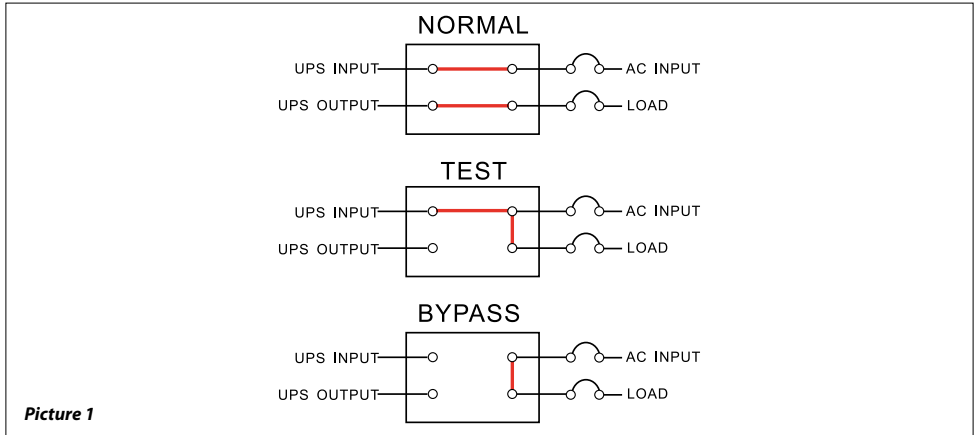 NORMAL
UPS INPUT AC INPUT
UPS OUTPUT LOAD
TEST
UPS INPUT AC INPUT
UPS OUTPUT LOAD
BYPASS
UPS INPUT AC INPUT
UPS OUTPUT LOAD
Picture 1